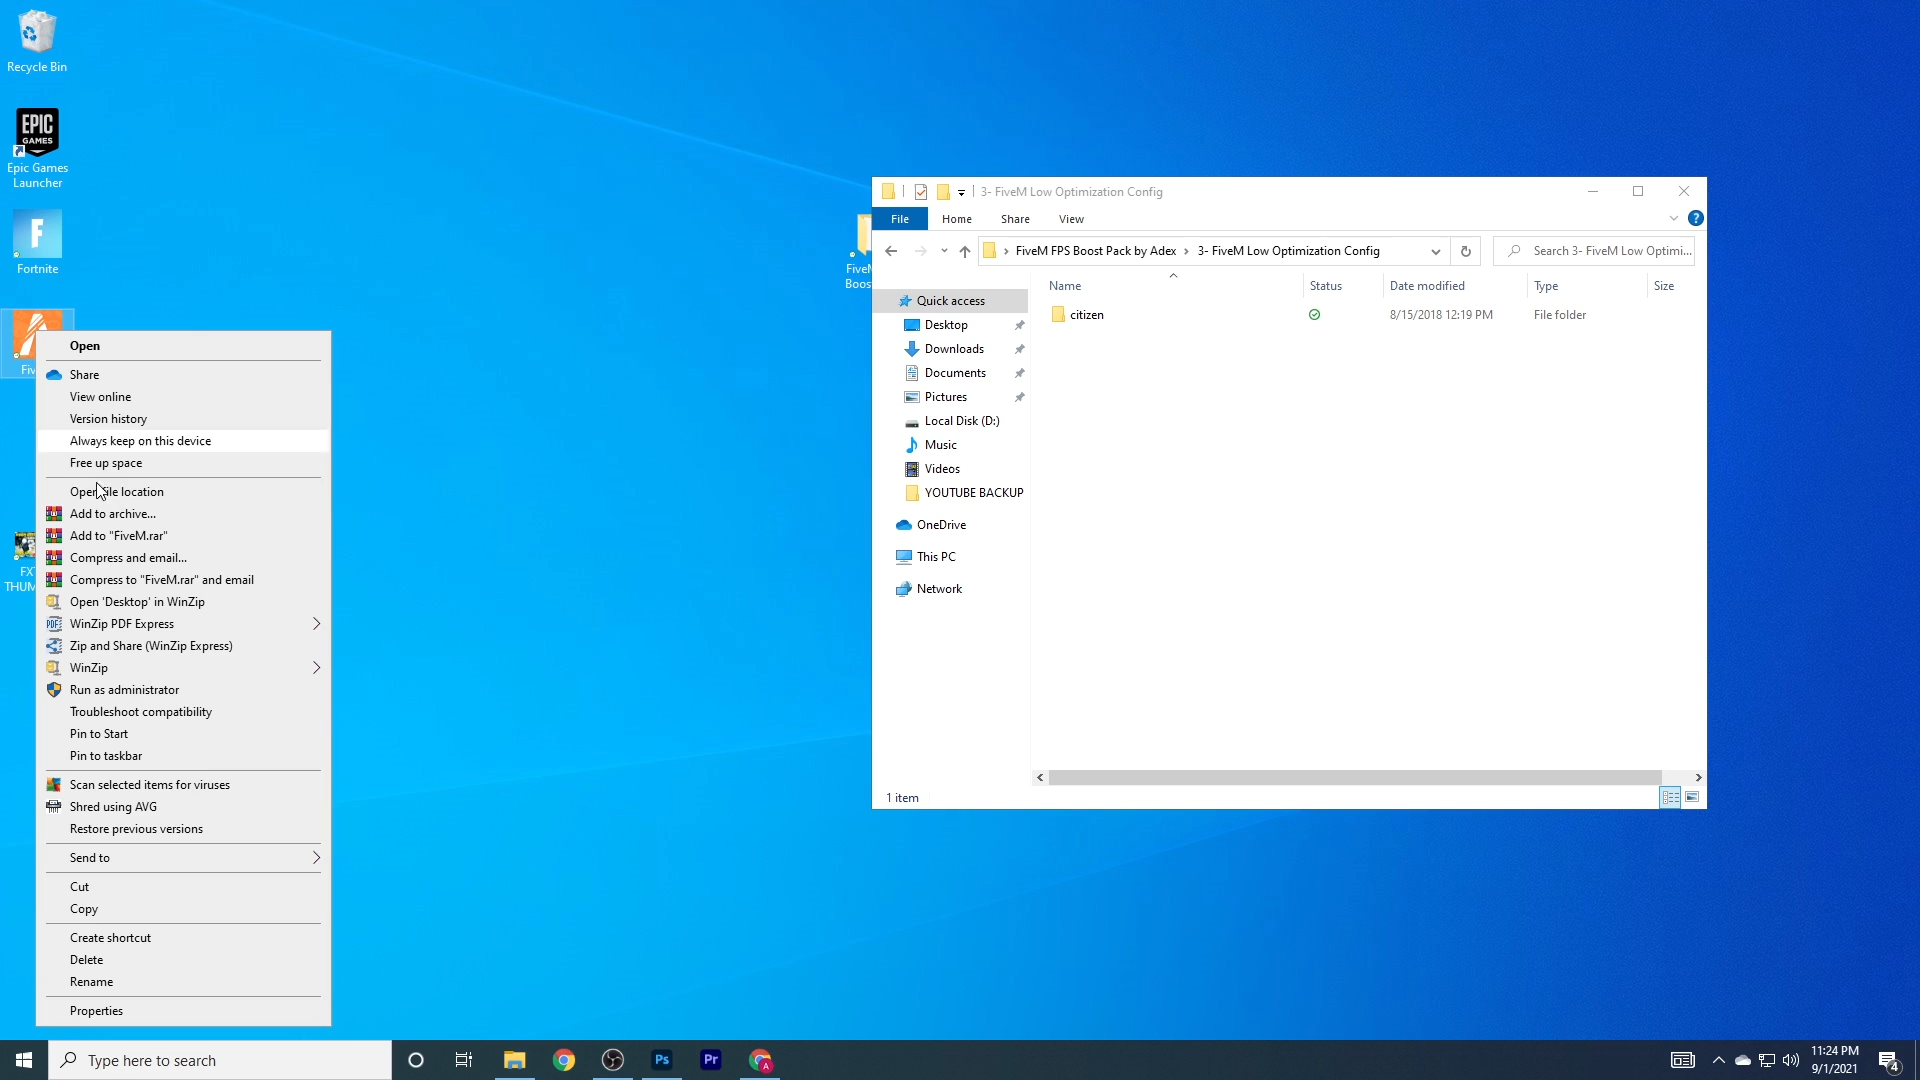 Recycle Bin
EPIC
GAMES
Epic Games
Launcher
F
Fortnite
Open
Share
View online
Version history
Always keep on this device
Free up space
Open file location
Add to archive...
Add to "FiveM.rar"
Compress and email...
Compress to "FiveM.rar" and email
Open 'Desktop' in WinZip
WinZip PDF Express
Zip and Share (WinZip Express)
WinZip
Run as administrator
Troubleshoot compatibility
Pin to Start
Pin to taskbar
Scan selected items for viruses
Shred using AVG
Restore previous versions
Send to
Cut
Copy
Create shortcut
Delete
Rename
Properties
Fiv
FX
THUM
FiveM
Boos
3- FiveM Low Optimization Config
File Home Share View
FiveM FPS Boost Pack by Adex > 3- FiveM Low Optimization Config
Search 3- FiveM Low Optimi...
Name Status Date modified Type Size
citizen 8/15/2018 12:19 PM File folder
Quick access
Desktop
Downloads
Documents
Pictures
Local Disk (D:)
Music
Videos
YOUTUBE BACKUP
OneDrive
This PC
Network
1 item
Type here to search
Ps
Pr
A
11:24 PM
9/1/2021
4